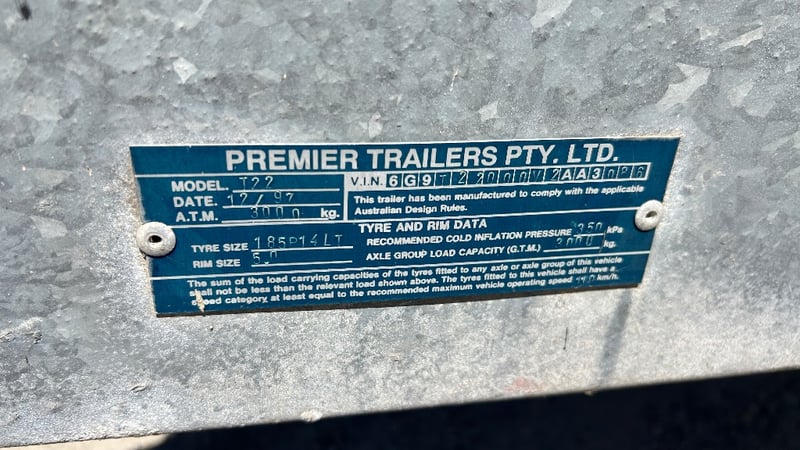 PREMIER TRAILERS PTY. LTD.
MODEL. T22
V.I.N. 6G9T22000V2AA3086
DATE. 12/97
This trailer has been manufactured to comply with the applicable
Australian Design Rules.
A.T.M. 3000 kg.
TYRE AND RIM DATA
TYRE SIZE 185R14LT
RECOMMENDED COLD INFLATION PRESSURE 350 kPa
RIM SIZE 5.0
AXLE GROUP LOAD CAPACITY (G.T.M.) kg.
The sum of the load carrying capacities of the tyres fitted to any axle or axle group of this vehicle
shall not be less than the relevant load shown above. The tyres fitted to this vehicle shall have a
speed category at least equal to the recommended maximum vehicle operating speed km/h.